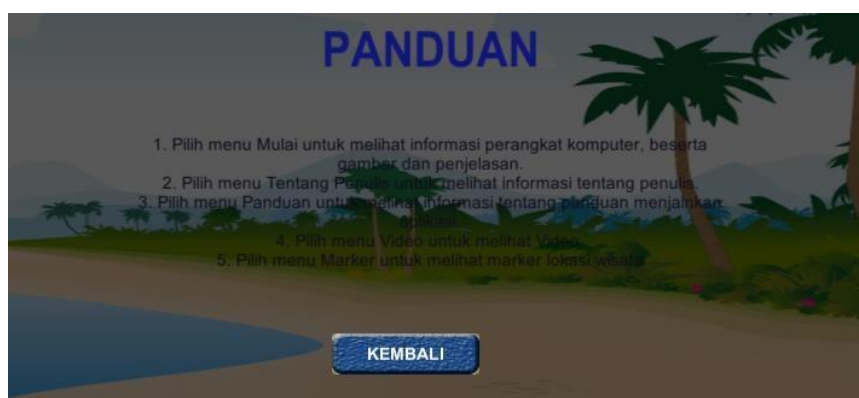 PANDUAN
1. Pilih menu Mulai untuk melihat informasi perangkat komputer, beserta
gambar dan penjelasan.
2. Pilih menu Tentang Penulis untuk melihat informasi tentang penulis.
3. Pilih menu Panduan untuk melihat informasi tentang panduan menjalnkan
aplikasi.
4. Pilih menu Video untuk melihat Video.
5. Pilih menu Marker untuk melihat marker lokasi wisata
KEMBALI